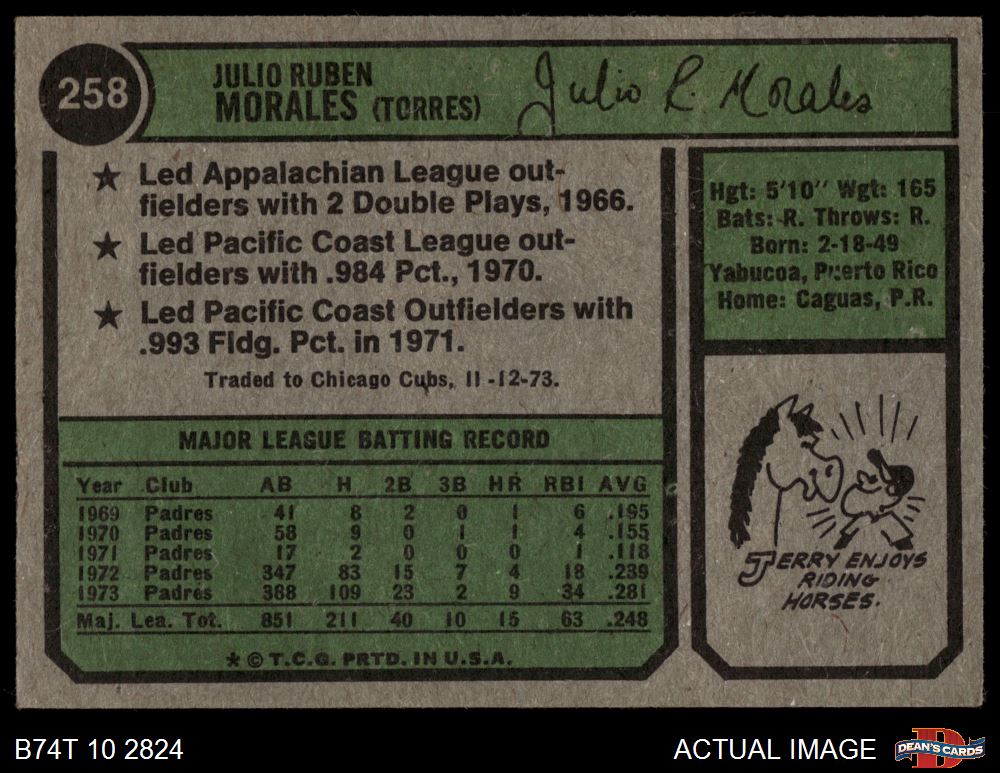 258
JULIO RUBEN
MORALES (TORRES)
Julio R. Morales
★ Led Appalachian League out-
fielders with 2 Double Plays, 1966.
★ Led Pacific Coast League out-
fielders with .984 Pct., 1970.
★ Led Pacific Coast Outfielders with
.993 Fldg. Pct. in 1971.
Traded to Chicago Cubs, 11-12-73.
Hgt: 5'10" Wgt: 165
Bats: R. Throws: R.
Born: 2-18-49
Yabucoa, Puerto Rico
Home: Caguas, P.R.
MAJOR LEAGUE BATTING RECORD
Year Club AB H 2B 3B HR RBI AVG
1969 Padres 41 8 2 0 1 6 .195
1970 Padres 58 9 0 1 1 4 .155
1971 Padres 17 2 0 0 0 1 .118
1972 Padres 347 83 15 7 4 18 .239
1973 Padres 388 109 23 2 9 34 .281
Maj. Lea. Tot. 851 211 40 10 15 63 .248
★ © T.C.G. PRTD. IN U.S.A.
JERRY ENJOYS
RIDING
HORSES.
B74T 10 2824
ACTUAL IMAGE
D
DEAN'S CARDS